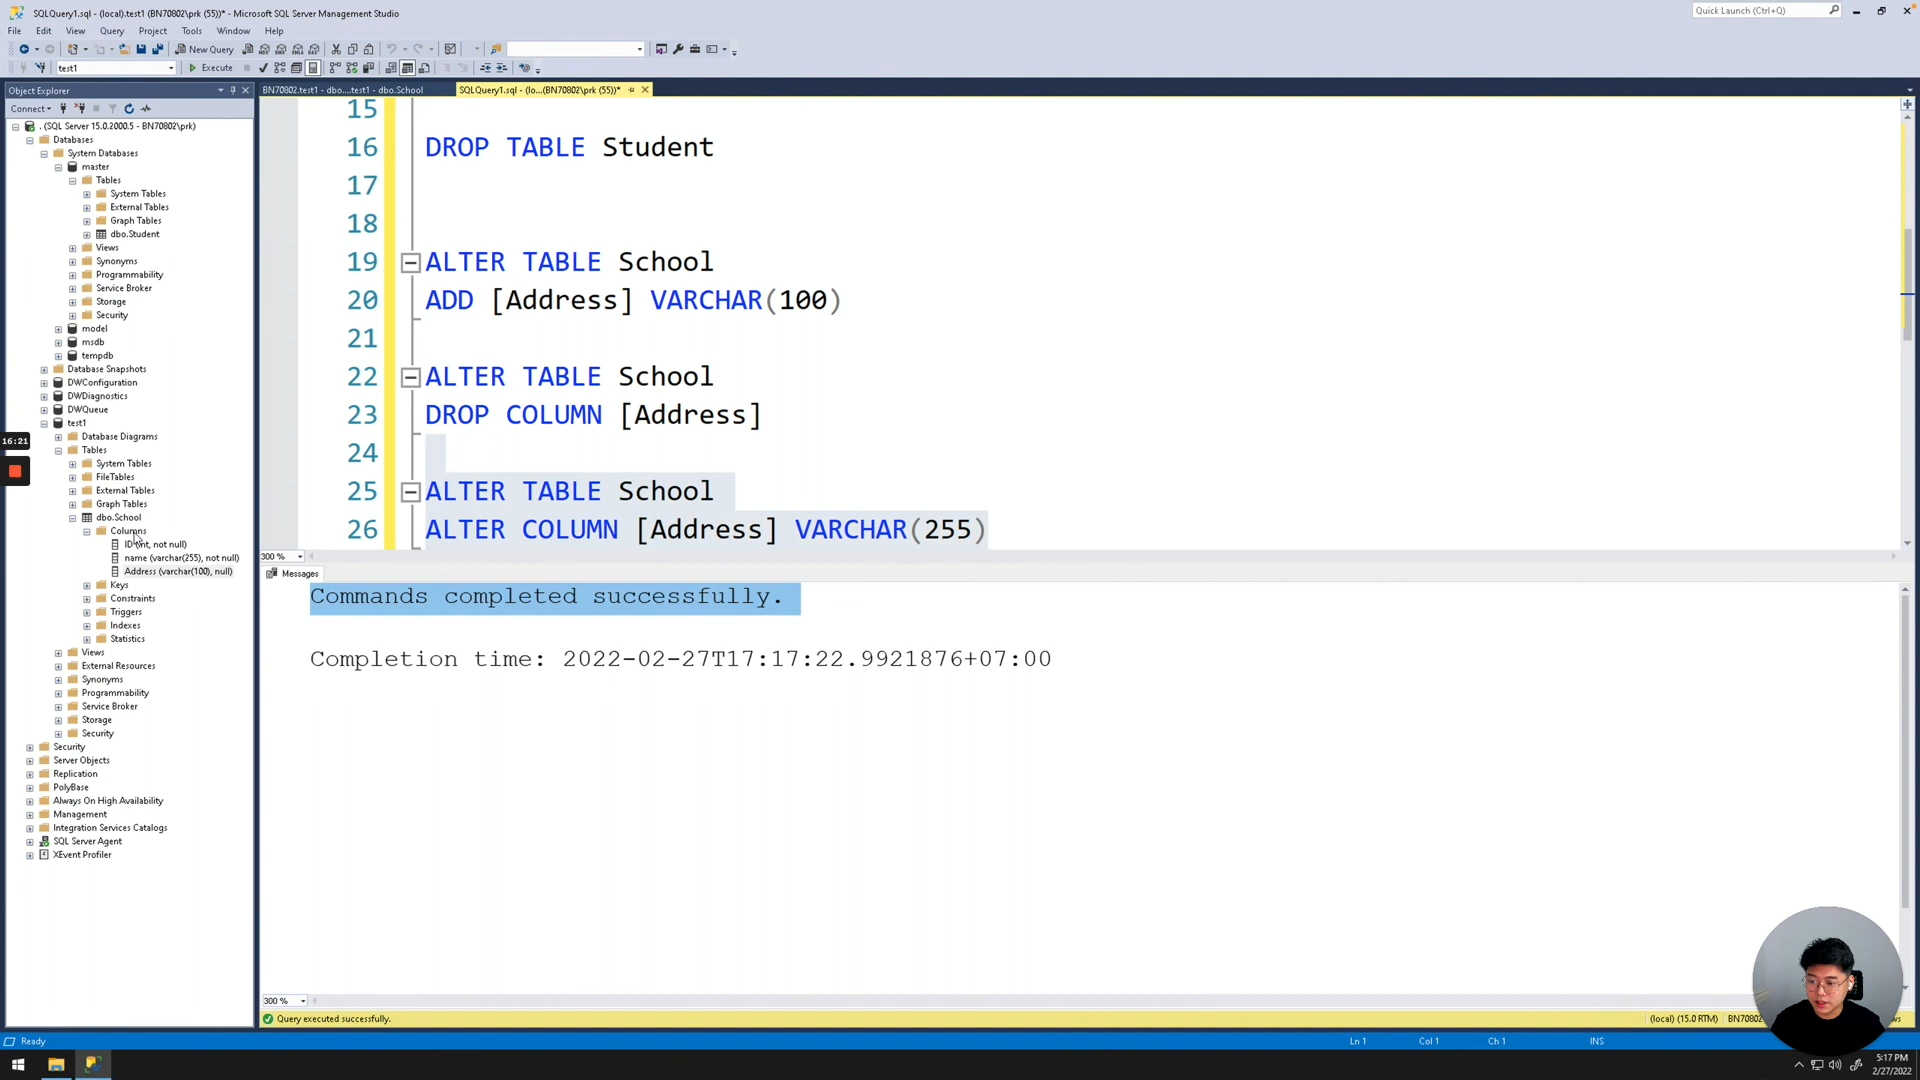 SQLQuery1.sql - (local).test1 (BN70802\prk (55))* - Microsoft SQL Server Management Studio
Quick Launch (Ctrl+Q)
File Edit View Query Project Tools Window Help
New Query
test1
Execute
Object Explorer
BN70802.test1 - dbo....test1 - dbo.School
SQLQuery1.sql - (lo...(BN70802\prk (55))*
Connect
. (SQL Server 15.0.2000.5 - BN70802\prk)
Databases
System Databases
master
Tables
System Tables
External Tables
Graph Tables
dbo.Student
Views
Synonyms
Programmability
Service Broker
Storage
Security
model
msdb
tempdb
Database Snapshots
DWConfiguration
DWDiagnostics
DWQueue
test1
Database Diagrams
Tables
System Tables
FileTables
External Tables
Graph Tables
dbo.School
Columns
ID (int, not null)
name (varchar(255), not null)
Address (varchar(100), null)
Keys
Constraints
Triggers
Indexes
Statistics
Views
External Resources
Synonyms
Programmability
Service Broker
Storage
Security
Security
Server Objects
Replication
PolyBase
Always On High Availability
Management
Integration Services Catalogs
SQL Server Agent
XEvent Profiler
16:21
15
16 DROP TABLE Student
17
18
19 ALTER TABLE School
20 ADD [Address] VARCHAR(100)
21
22 ALTER TABLE School
23 DROP COLUMN [Address]
24
25 ALTER TABLE School
26 ALTER COLUMN [Address] VARCHAR(255)
300 %
Messages
Commands completed successfully.
Completion time: 2022-02-27T17:17:22.9921876+07:00
300 %
Query executed successfully.
(local) (15.0 RTM)
BN70802
Ready
Ln 1
Col 1
Ch 1
INS
5:17 PM
2/27/2022